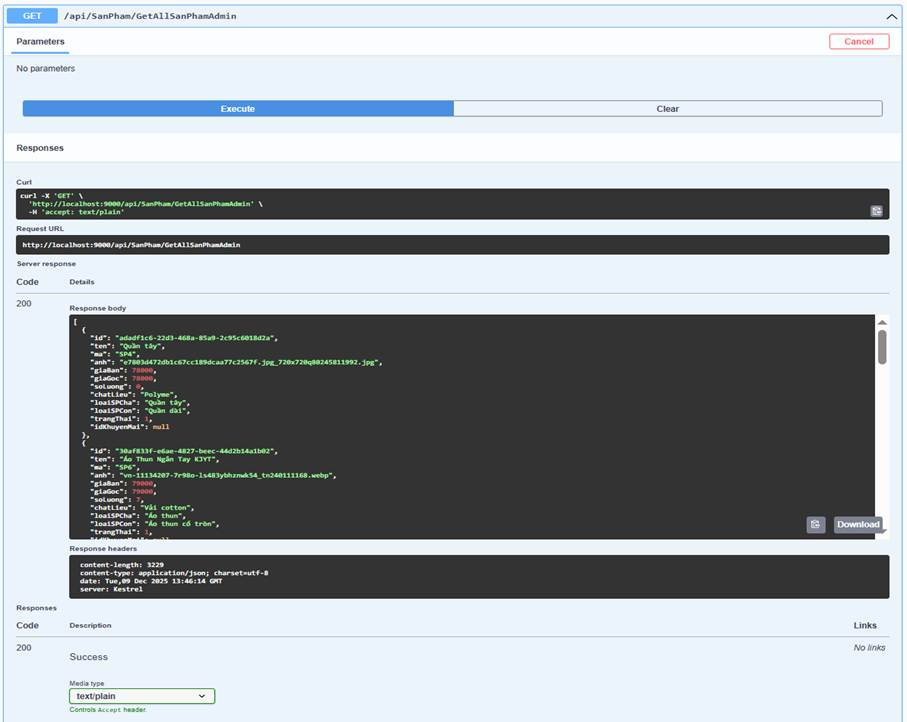 GET /api/SanPham/GetAllSanPhamAdmin
Parameters
Cancel
No parameters
Execute
Clear
Responses
Curl
curl -X 'GET' \
'http://localhost:9000/api/SanPham/GetAllSanPhamAdmin' \
-H 'accept: text/plain'
Request URL
http://localhost:9000/api/SanPham/GetAllSanPhamAdmin
Server response
Code Details
200
Response body
[
{
"id": "adadf1c6-22d3-468a-85a9-2c95c6018d2a",
"ten": "Quần tây",
"ma": "SP4",
"anh": "e7803d472db1c67cc189dcaa77c2567f.jpg_720x720q80245811992.jpg",
"giaBan": 78000,
"giaGoc": 78000,
"soLuong": 0,
"chatLieu": "Polyme",
"loaiSPCha": "Quần tây",
"loaiSPCon": "Quần dài",
"trangThai": 1,
"idKhuyenMai": null
},
{
"id": "30af833f-e6ae-4827-beec-44d2b14a1b02",
"ten": "Áo Thun Ngắn Tay KJYT",
"ma": "SP6",
"anh": "vn-11134207-7r98o-ls483ybhznwk54_tn240111168.webp",
"giaBan": 79000,
"giaGoc": 79000,
"soLuong": 7,
"chatLieu": "Vải cotton",
"loaiSPCha": "Áo thun",
"loaiSPCon": "Áo thun cổ tròn",
"trangThai": 1,
"idKhuyenMai": null
Download
Response headers
content-length: 3229
content-type: application/json; charset=utf-8
date: Tue,09 Dec 2025 13:46:14 GMT
server: Kestrel
Responses
Code Description Links
200
Success
No links
Media type
text/plain
Controls Accept header.